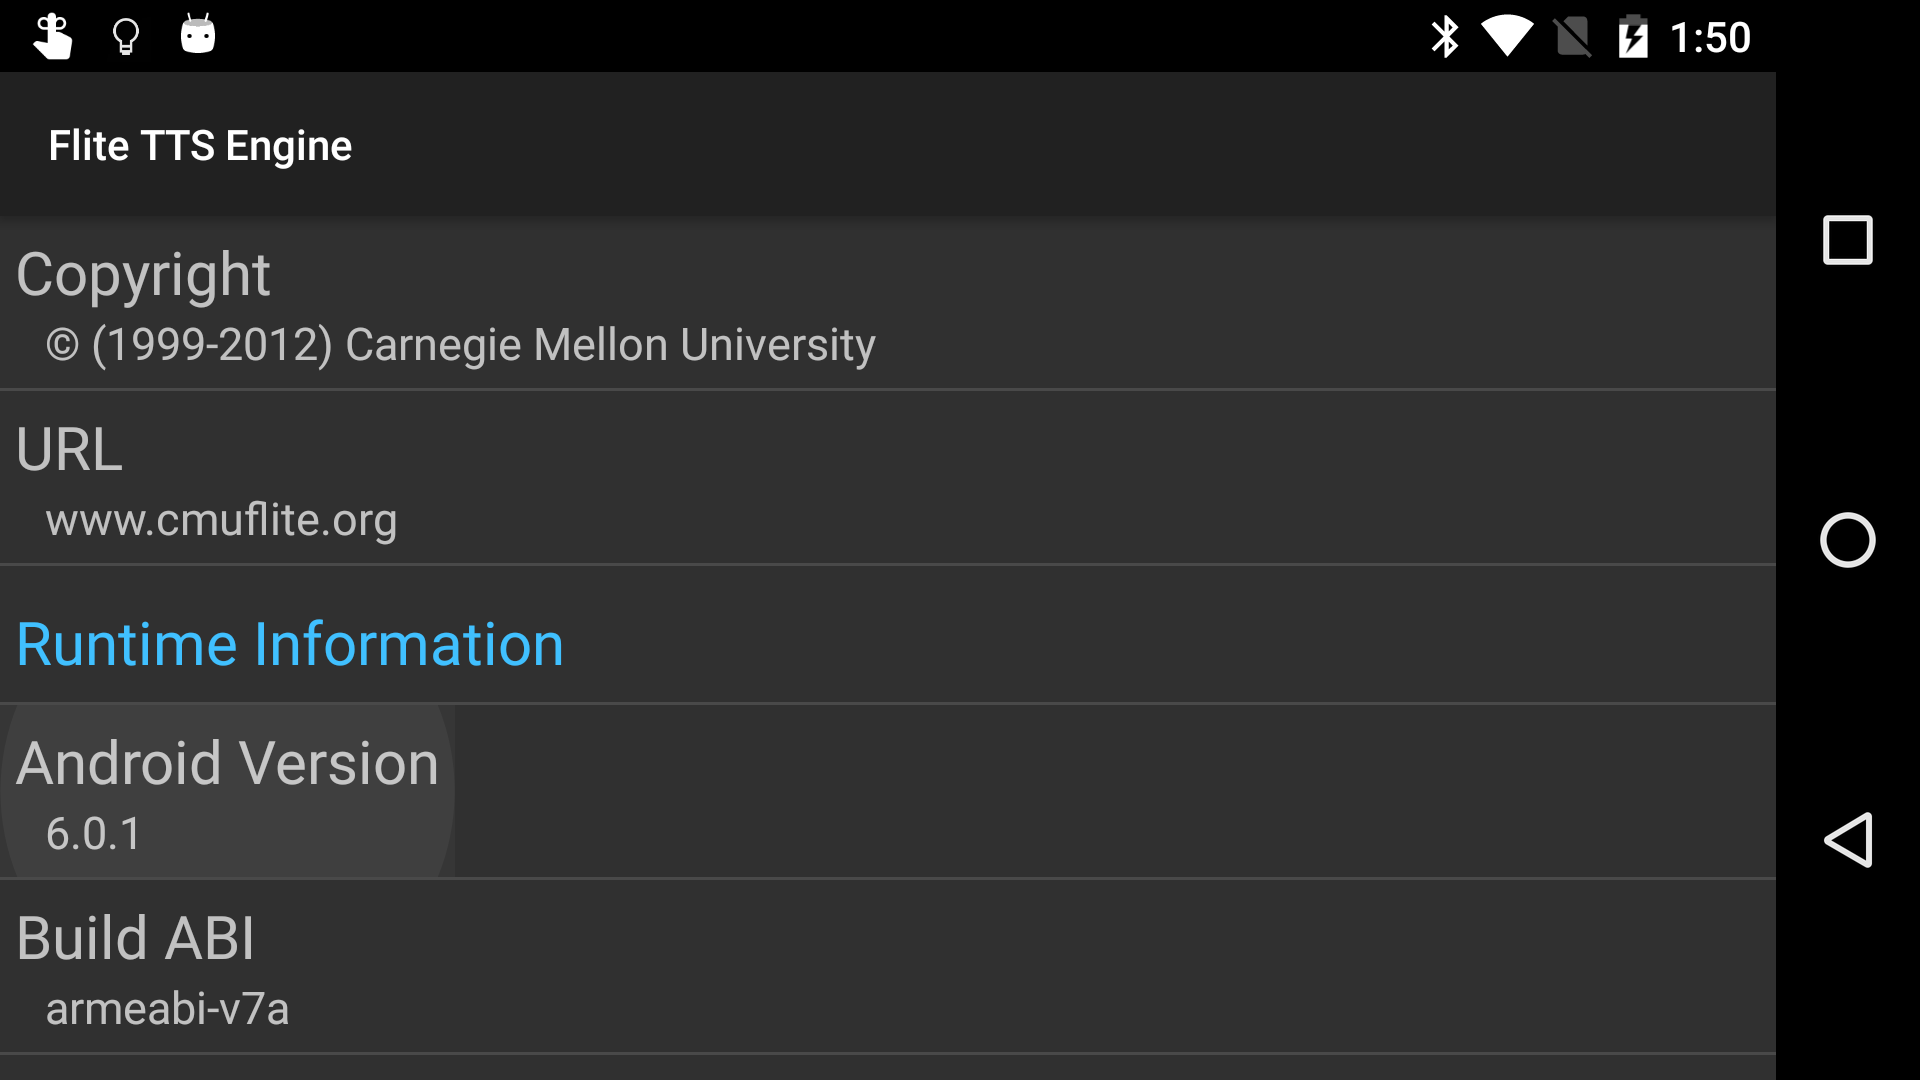 1:50
Flite TTS Engine
Copyright
© (1999-2012) Carnegie Mellon University
URL
www.cmuflite.org
Runtime Information
Android Version
6.0.1
Build ABI
armeabi-v7a